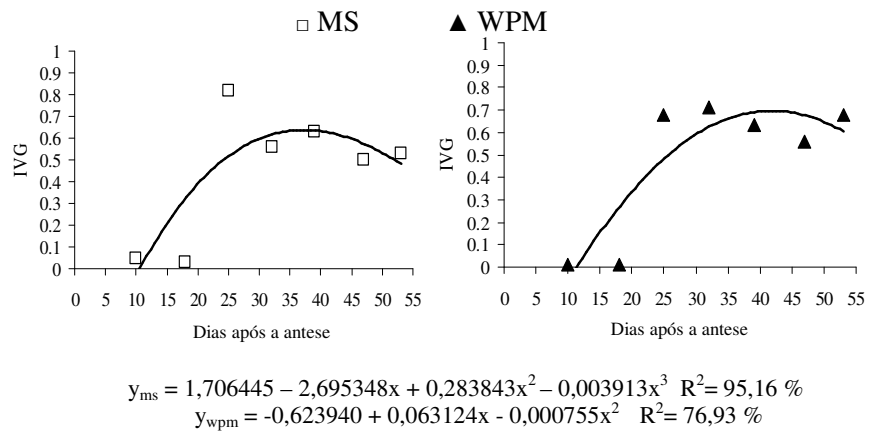 □ MS ▲ WPM
1
0.9
0.8
0.7
0.6
0.5
0.4
0.3
0.2
0.1
0
IVG
0 5 10 15 20 25 30 35 40 45 50 55
Dias após a antese
1
0.9
0.8
0.7
0.6
0.5
0.4
0.3
0.2
0.1
0
IVG
0 5 10 15 20 25 30 35 40 45 50 55
Dias após a antese
y_ms = 1,706445 – 2,695348x + 0,283843x² – 0,003913x³ R²= 95,16 %
y_wpm = -0,623940 + 0,063124x - 0,000755x² R²= 76,93 %